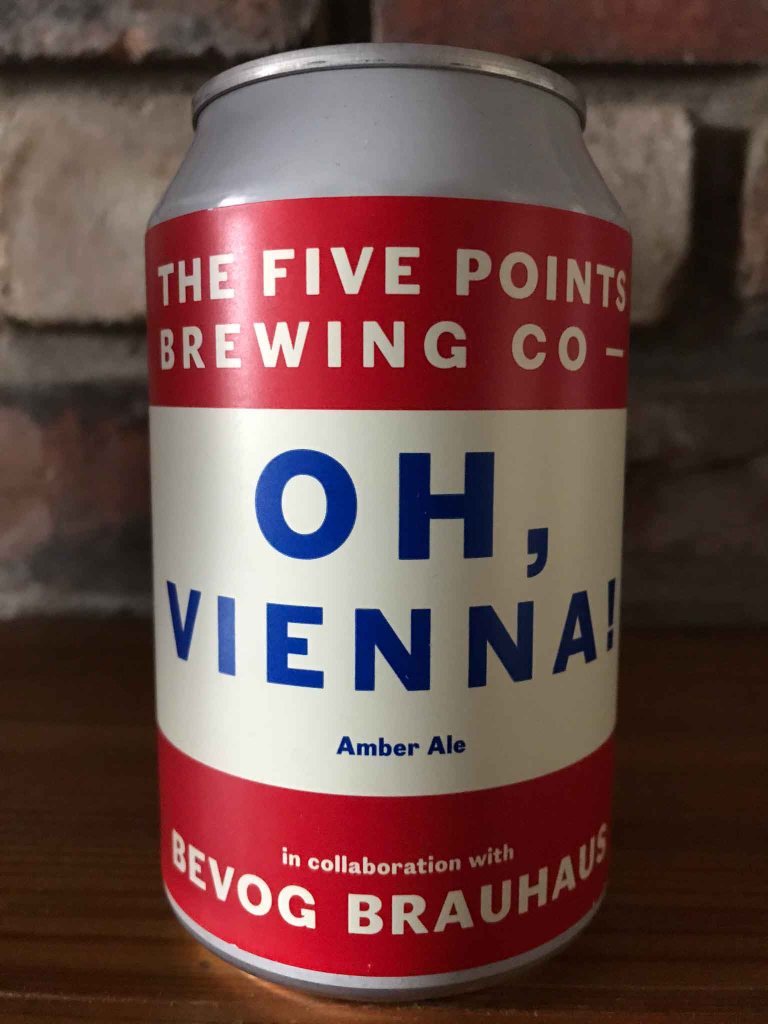 THE FIVE POINTS
BREWING CO —
OH,
VIENNA!
Amber Ale
in collaboration with
BEVOG BRAUHAUS